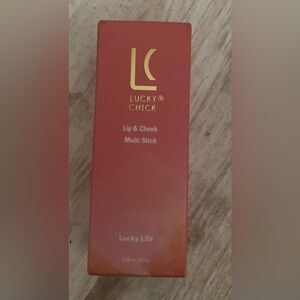 LC
LUCKY®
CHICK
Lip & Cheek
Multi Stick
Lucky Life